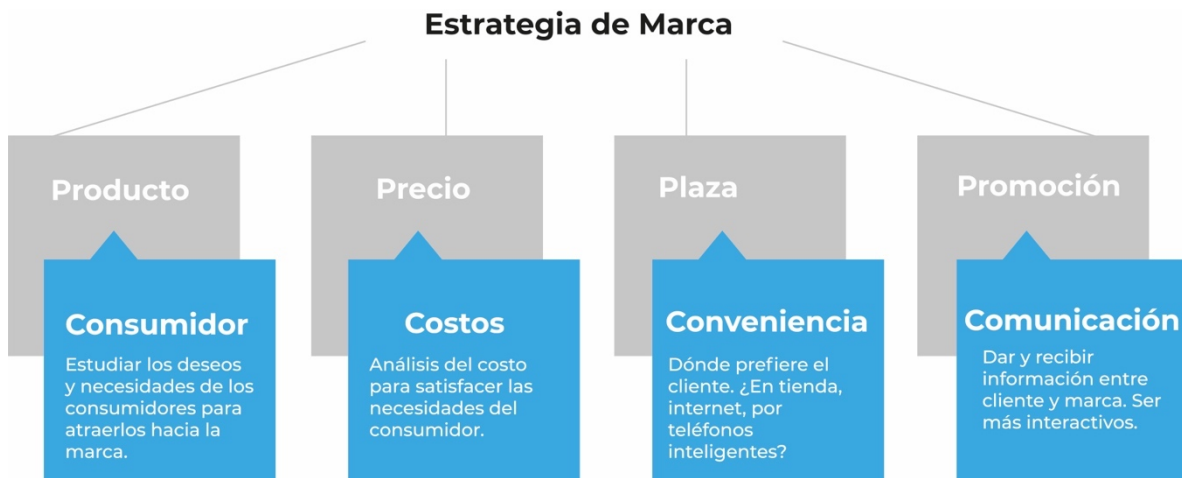 Estrategia de Marca
Producto
Consumidor
Estudiar los deseos
y necesidades de los
consumidores para
atraerlos hacia la
marca.
Precio
Costos
Análisis del costo
para satisfacer las
necesidades del
consumidor.
Plaza
Conveniencia
Dónde prefiere el
cliente. ¿En tienda,
internet, por
teléfonos
inteligentes?
Promoción
Comunicación
Dar y recibir
información entre
cliente y marca. Ser
más interactivos.